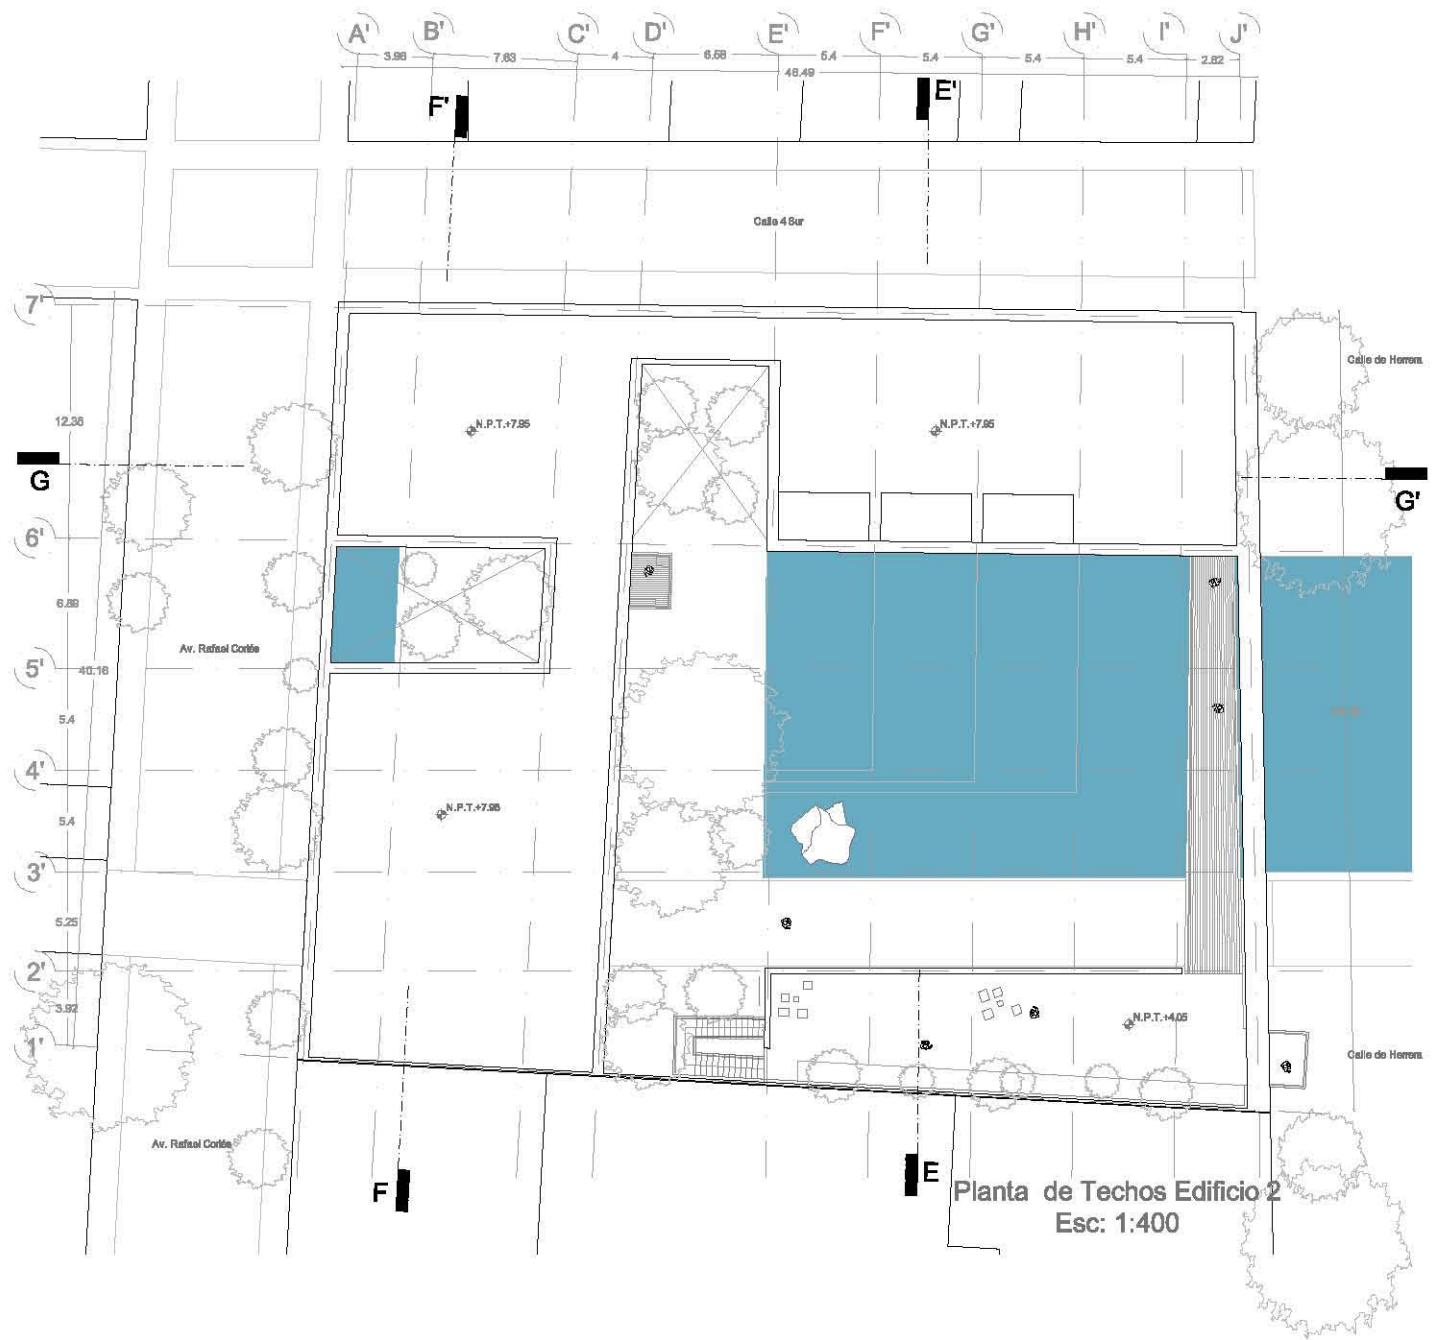 A' B' C' D' E' F' G' H' I' J'
3.98 7.63 4 6.58 5.4 5.4 5.4 5.4 2.82
46.49
F' E'
Calle 4 Sur
7'
Calle de Herrera
12.36
N.P.T.+7.95 N.P.T.+7.95
G G'
6'
6.89
Av. Rafael Cortés
5'
40.16
5.4
4'
N.P.T.+7.95
5.4
3'
5.25
2'
3.92
N.P.T.+4.05
1'
Calle de Herrera
Av. Rafael Cortés
F E
Planta de Techos Edificio 2
Esc: 1:400